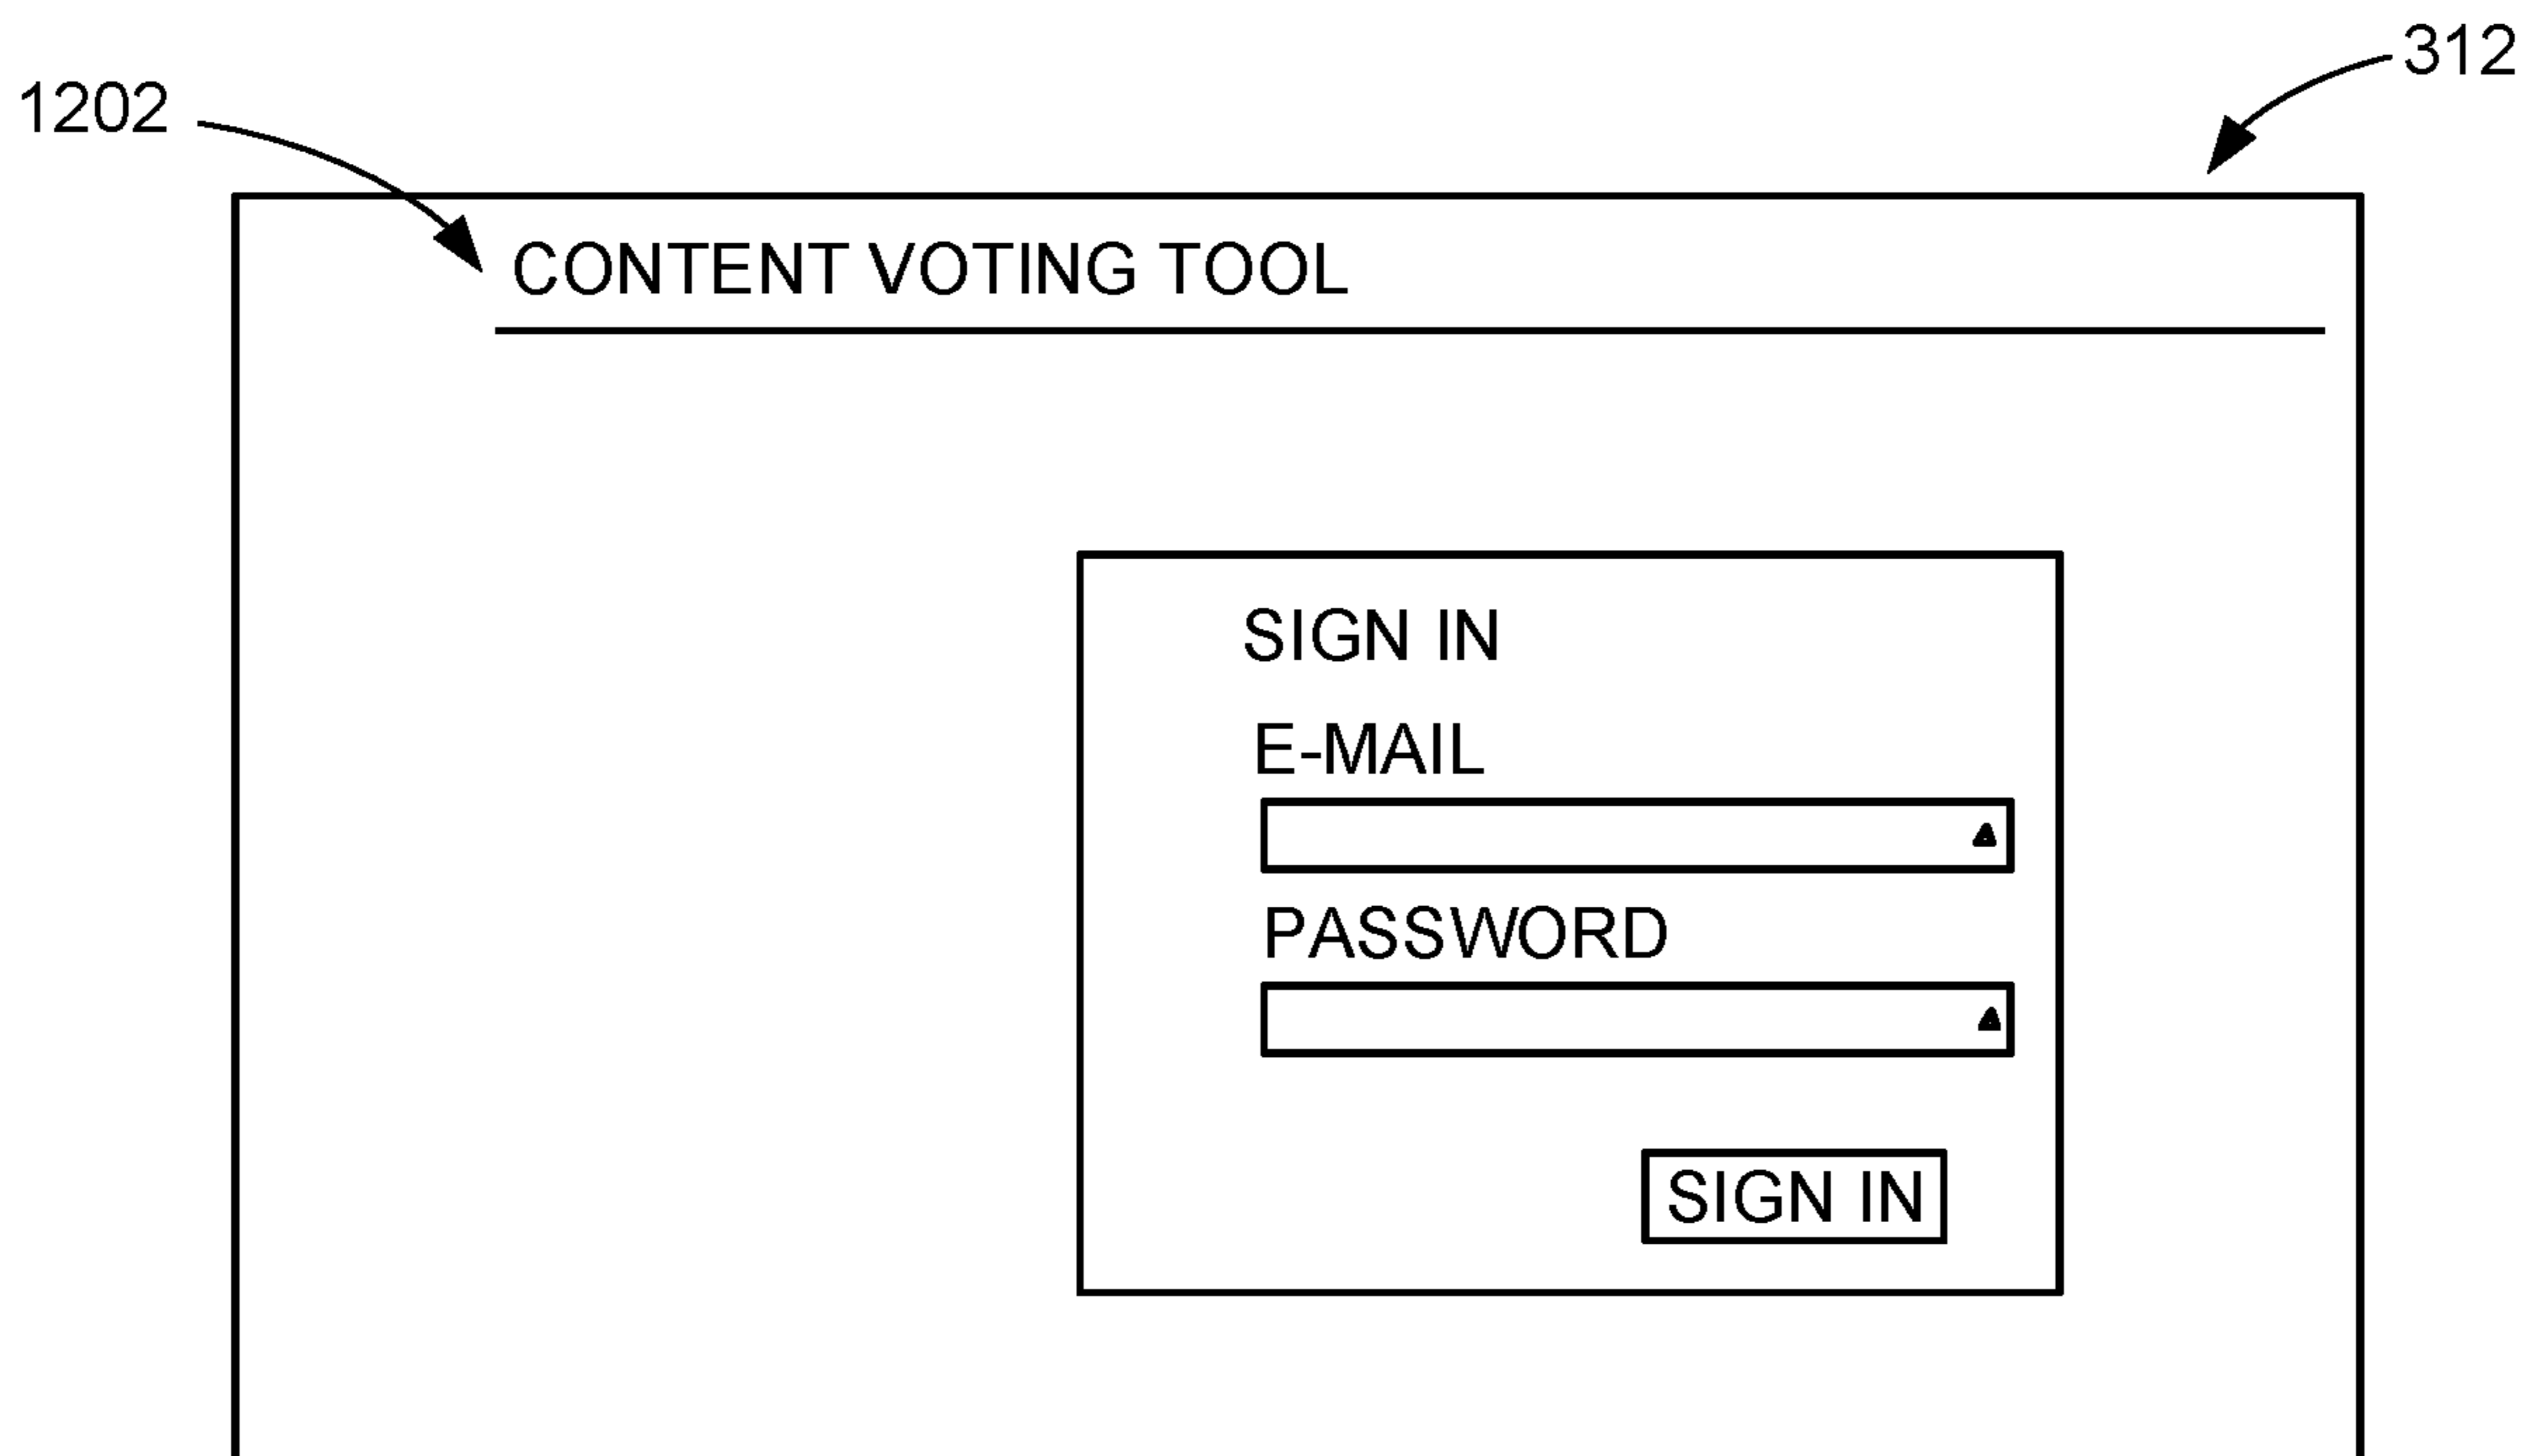 312
1202
CONTENT VOTING TOOL
SIGN IN
E-MAIL
PASSWORD
SIGN IN